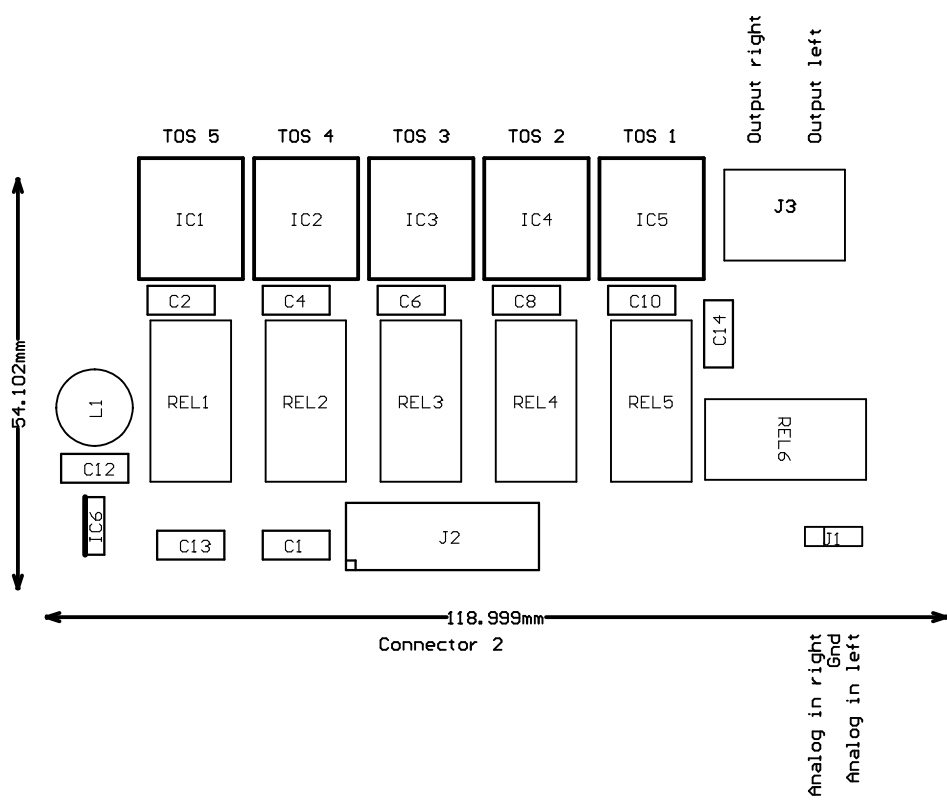 Output right
Output left
TOS 5
TOS 4
TOS 3
TOS 2
TOS 1
IC1
IC2
IC3
IC4
IC5
J3
C2
C4
C6
C8
C10
C14
54.102mm
L1
REL1
REL2
REL3
REL4
REL5
REL6
C12
IC6
C13
C1
J2
J1
118.999mm
Connector 2
Analog in right
Gnd
Analog in left